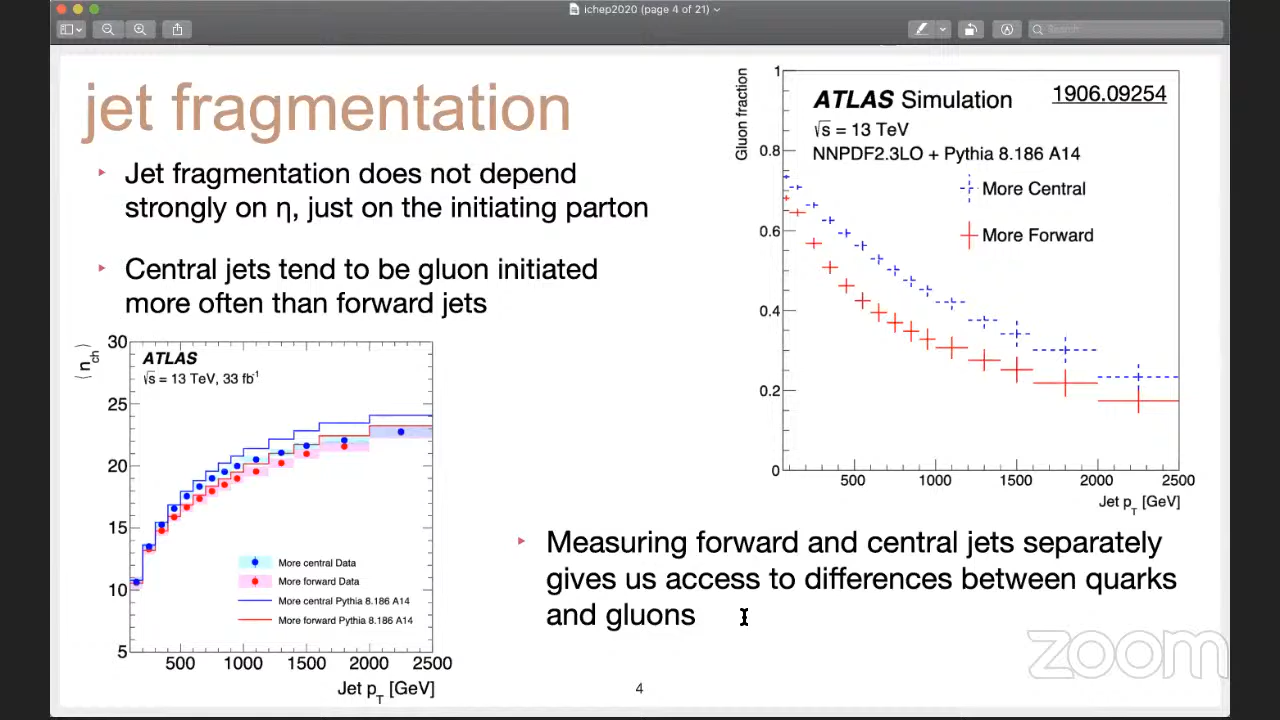 ichep2020 (page 4 of 21)
Search
jet fragmentation
Jet fragmentation does not depend
strongly on η, just on the initiating parton
Central jets tend to be gluon initiated
more often than forward jets
Gluon fraction
1
0.8
0.6
0.4
0.2
0
ATLAS Simulation
1906.09254
√s = 13 TeV
NNPDF2.3LO + Pythia 8.186 A14
More Central
More Forward
500
1000
1500
2000
2500
Jet pT [GeV]
⟨ nch ⟩
30
25
20
15
10
5
ATLAS
√s = 13 TeV, 33 fb-1
More central Data
More forward Data
More central Pythia 8.186 A14
More forward Pythia 8.186 A14
500
1000
1500
2000
2500
Jet pT [GeV]
Measuring forward and central jets separately
gives us access to differences between quarks
and gluons
zoom
4